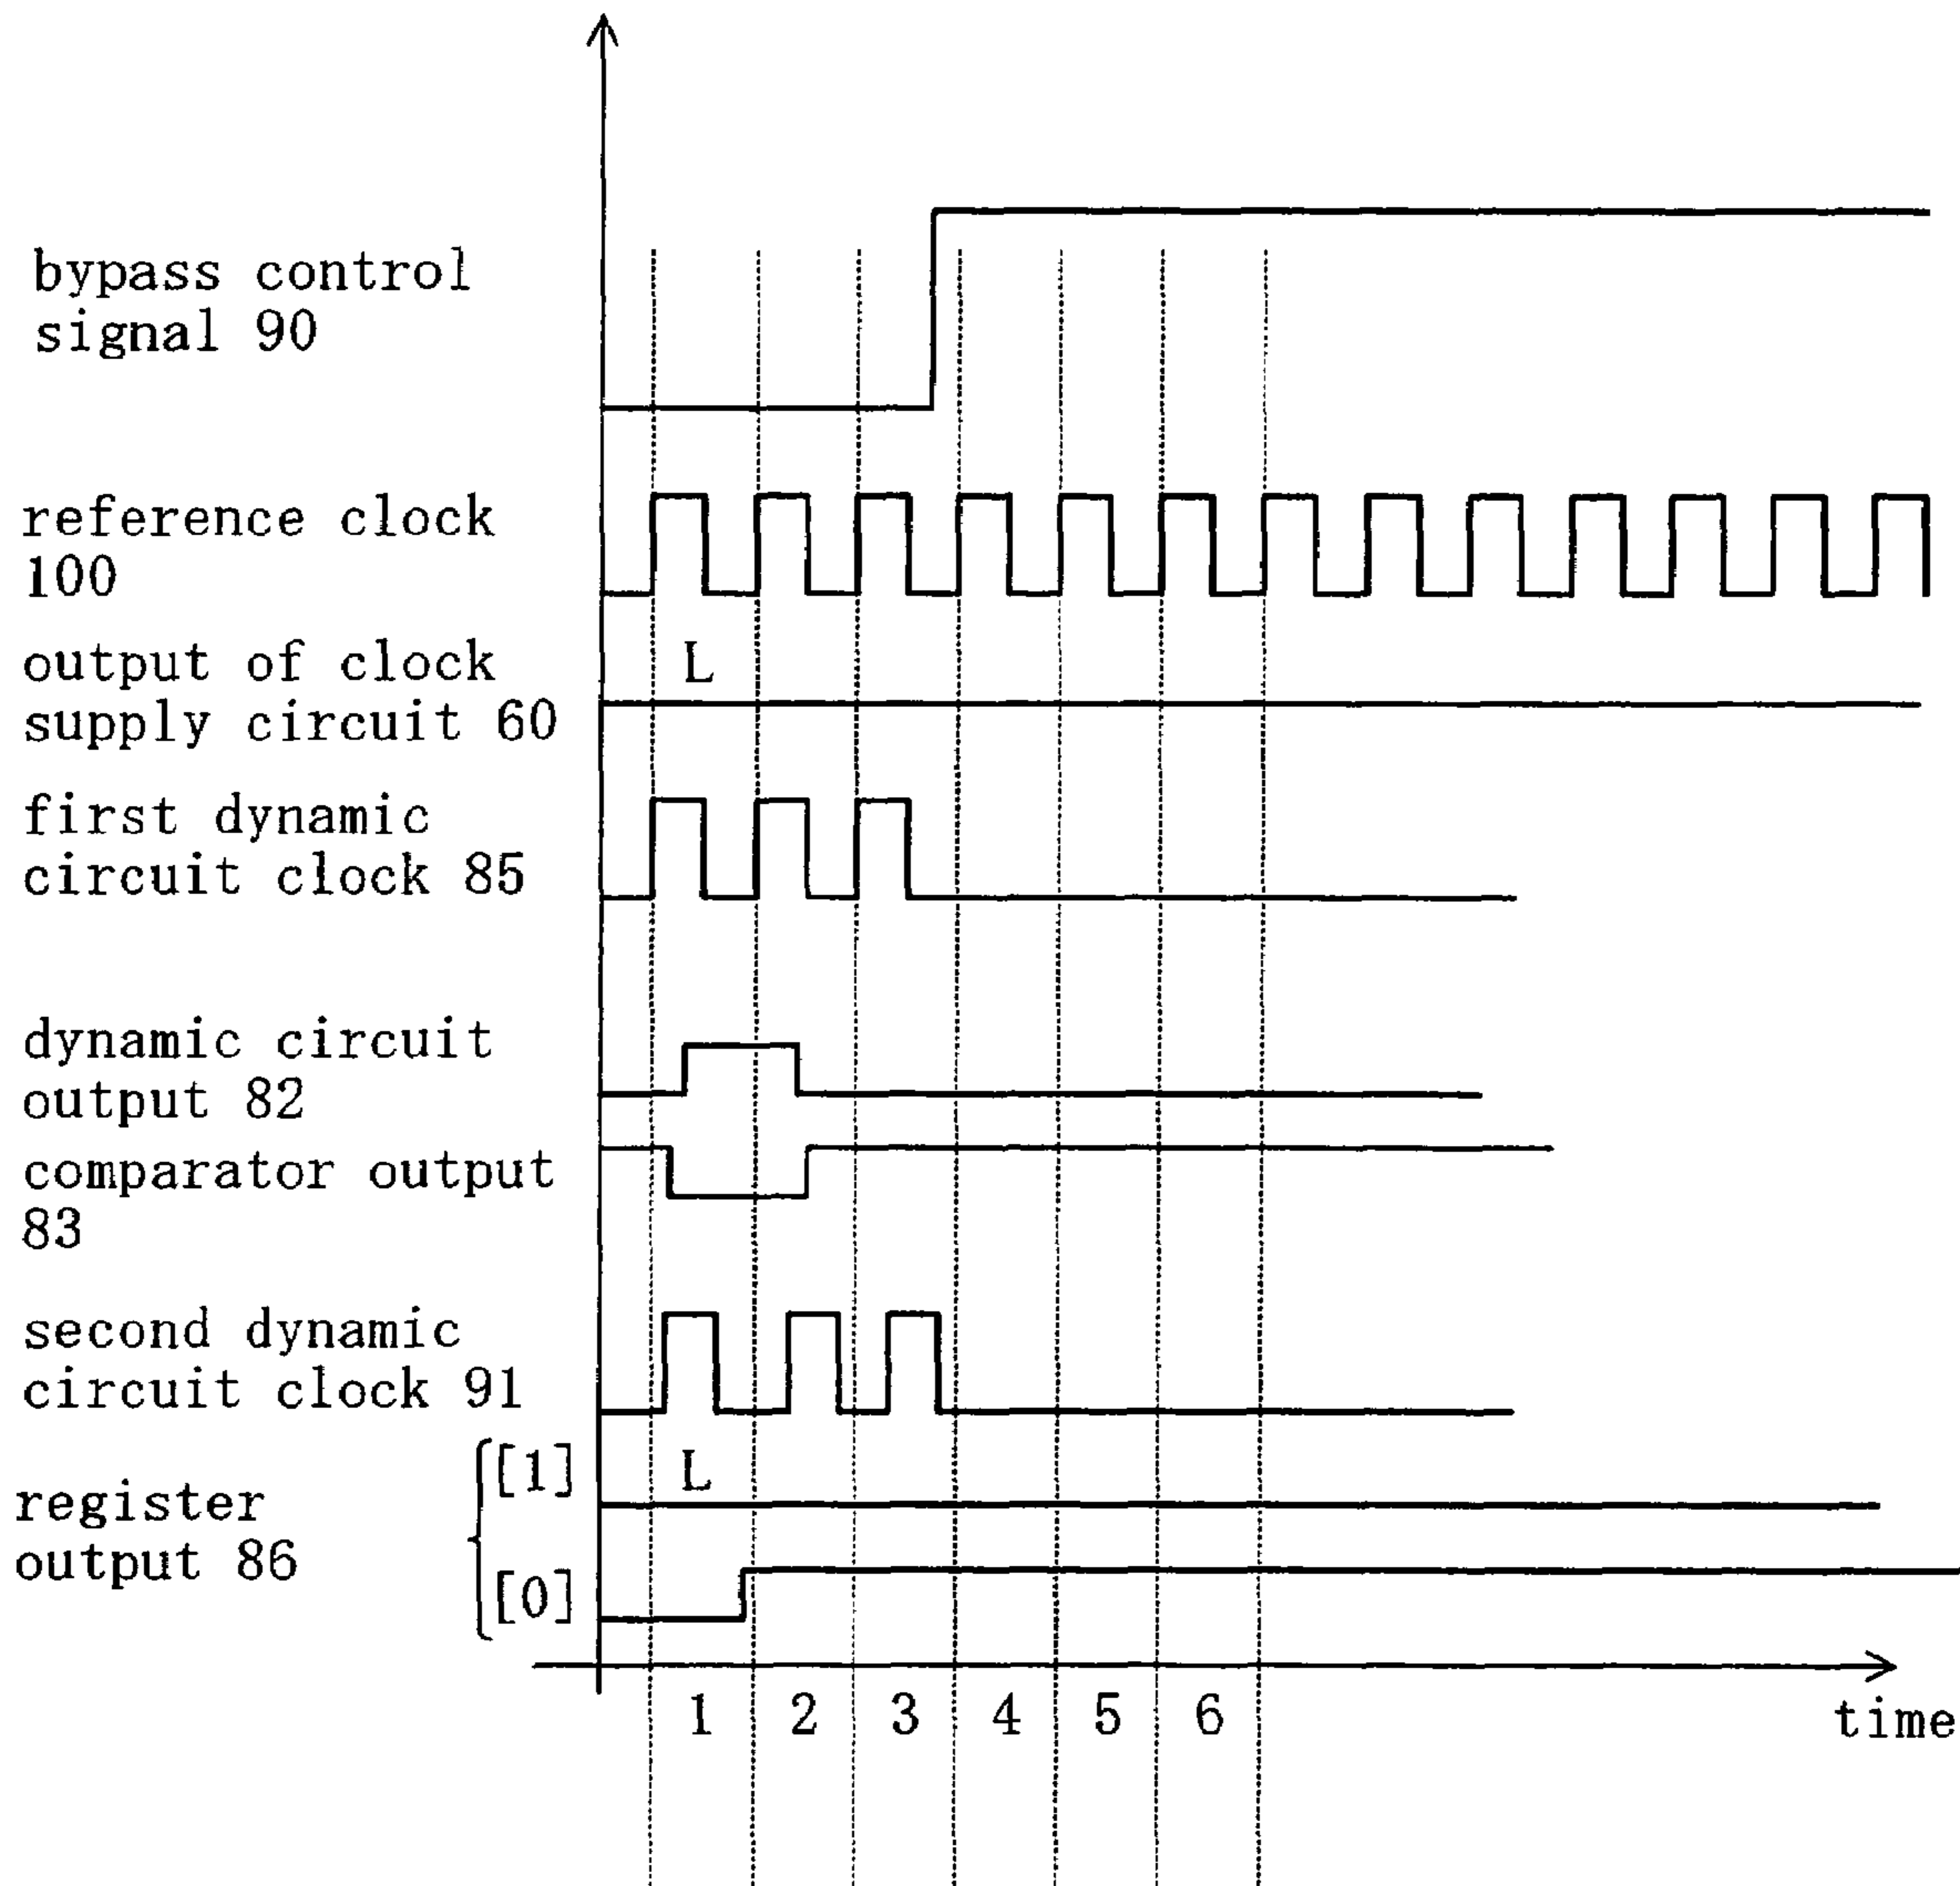 bypass control
signal 90
reference clock
100
output of clock
supply circuit 60
L
first dynamic
circuit clock 85
dynamic circuit
output 82
comparator output
83
second dynamic
circuit clock 91
register
output 86
[1]
L
[0]
1 2 3 4 5 6
time